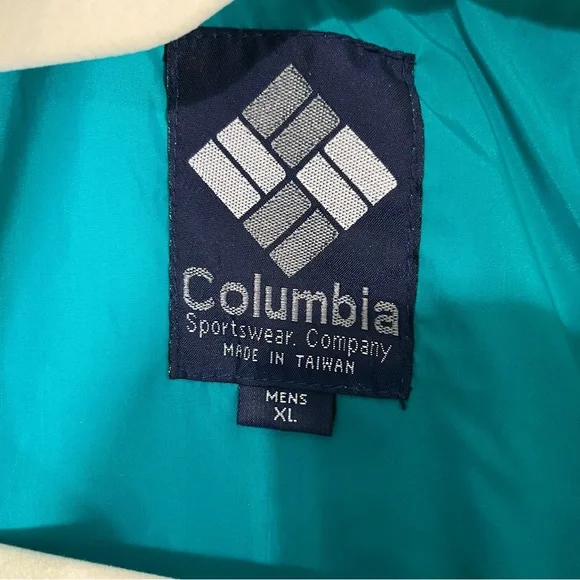 Columbia
Sportswear Company
MADE IN TAIWAN
MENS
XL